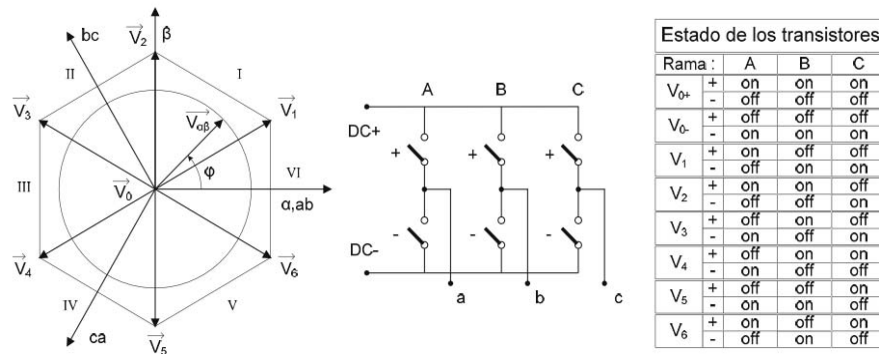 bc
V₂
β
II
I
V₃
V_αβ
V₁
φ
III
V₀
VI
α,ab
V₄
V₆
IV
V
ca
V₅
A B C
DC+
+ + +
- - -
DC-
a b c
Estado de los transistores
Rama : A B C
V₀₊ + on on on
- off off off
V₀₋ + off off off
- on on on
V₁ + on off off
- off on on
V₂ + on on off
- off off on
V₃ + off on off
- on off on
V₄ + off on on
- on off off
V₅ + off off on
- on on off
V₆ + on off on
- off on off